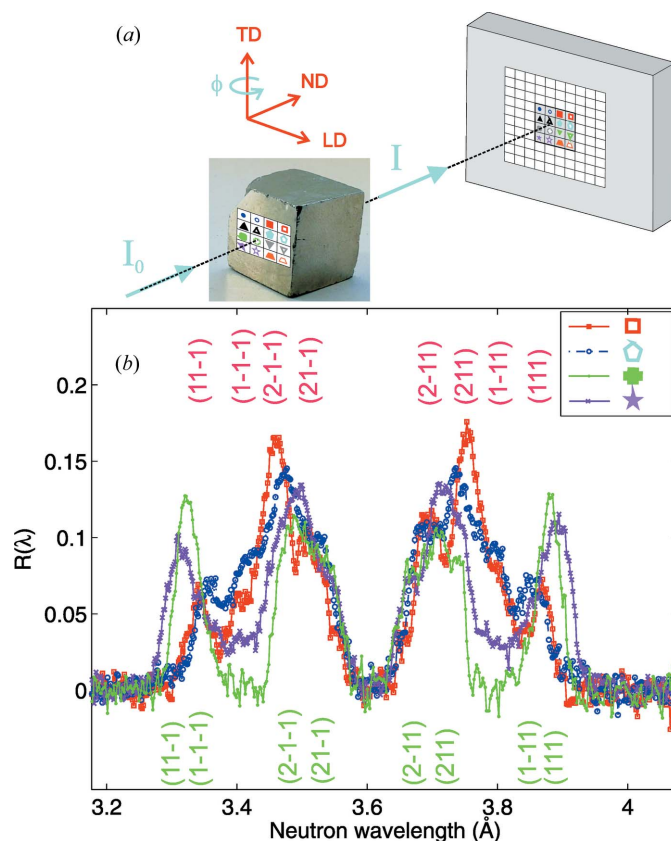 (a)
TD
ϕ
ND
LD
I
I₀
(b)
(11-1)
(1-1-1)
(2-1-1)
(21-1)
(2-11)
(211)
(1-11)
(111)
0.2
0.15
0.1
0.05
0
R(λ)
(11-1)
(1-1-1)
(2-1-1)
(21-1)
(2-11)
(211)
(1-11)
(111)
3.2 3.4 3.6 3.8 4
Neutron wavelength (Å)